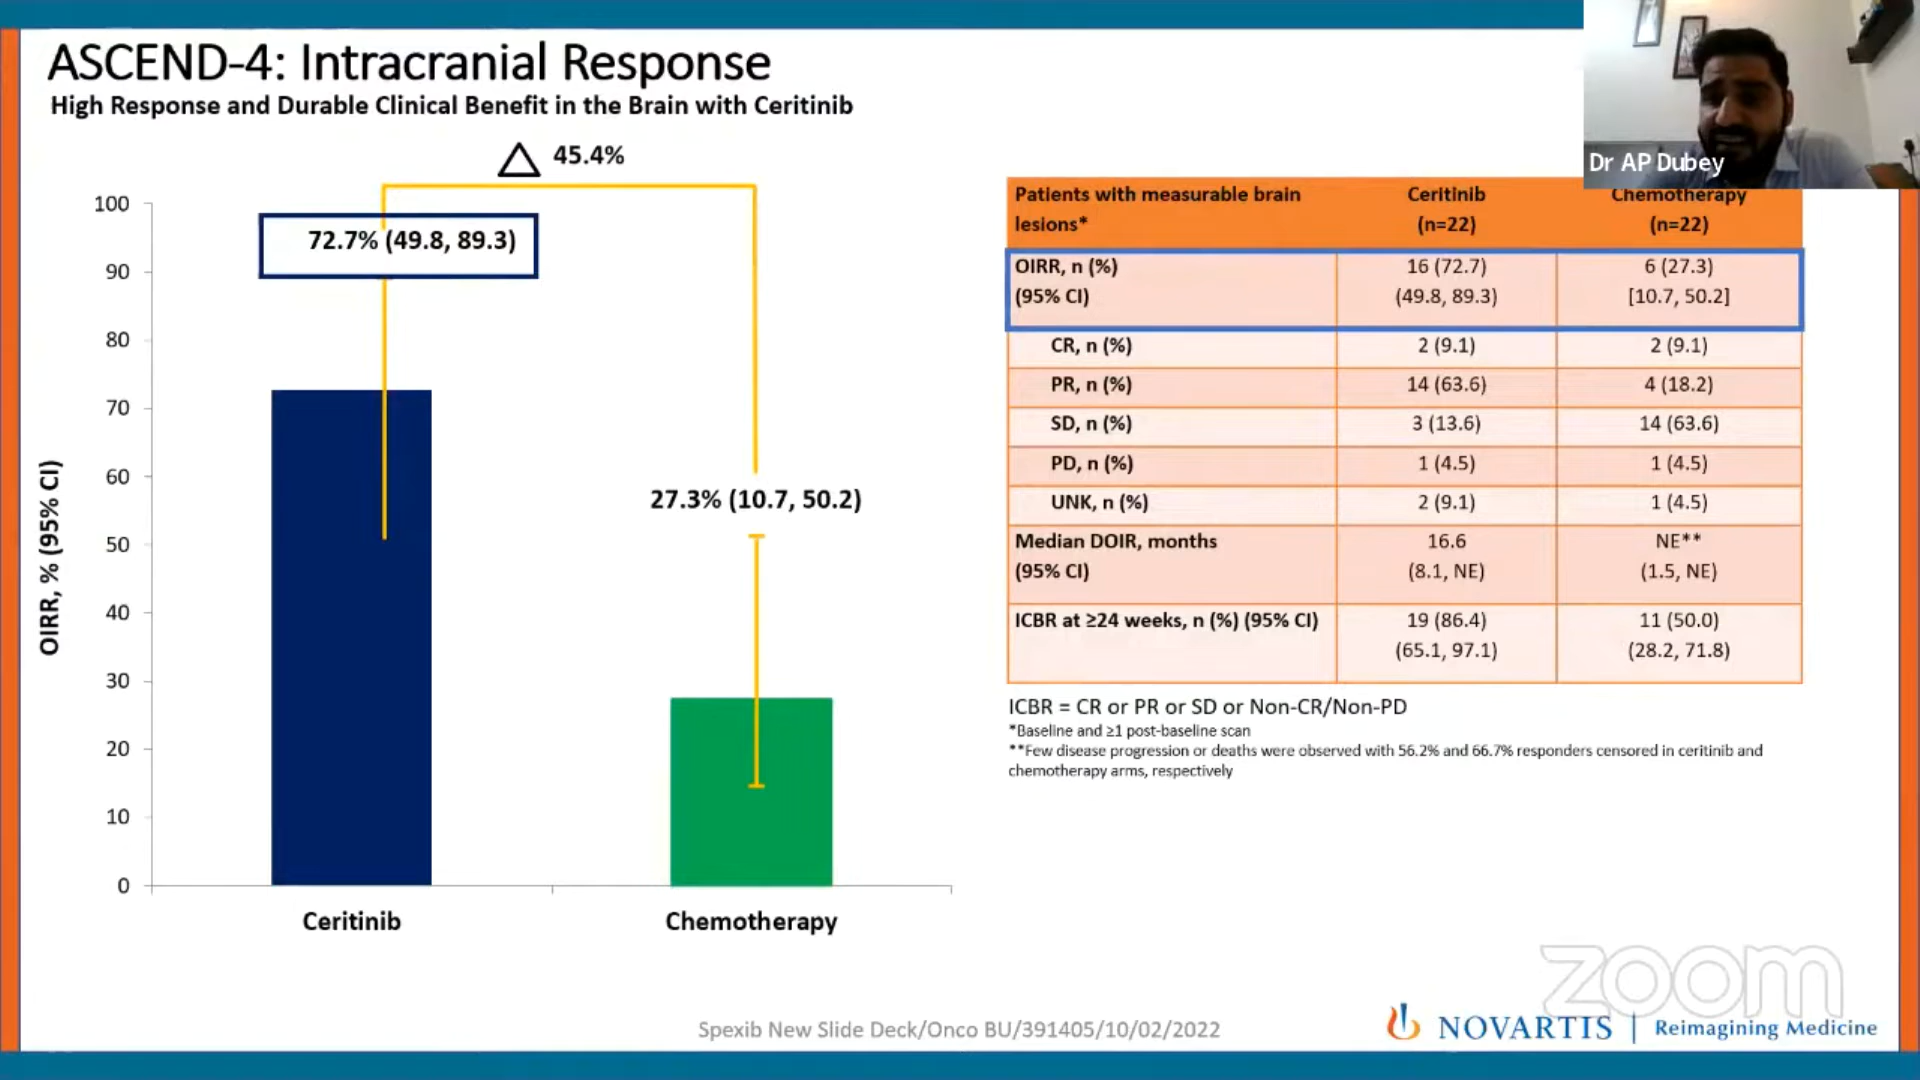 ASCEND-4: Intracranial Response
High Response and Durable Clinical Benefit in the Brain with Ceritinib
Dr AP Dubey
△ 45.4%
72.7% (49.8, 89.3)
27.3% (10.7, 50.2)
OIRR, % (95% CI)
100
90
80
70
60
50
40
30
20
10
0
Ceritinib
Chemotherapy
Patients with measurable brain lesions* Ceritinib (n=22) Chemotherapy (n=22)
OIRR, n (%) 16 (72.7) 6 (27.3)
(95% CI) (49.8, 89.3) [10.7, 50.2]
CR, n (%) 2 (9.1) 2 (9.1)
PR, n (%) 14 (63.6) 4 (18.2)
SD, n (%) 3 (13.6) 14 (63.6)
PD, n (%) 1 (4.5) 1 (4.5)
UNK, n (%) 2 (9.1) 1 (4.5)
Median DOIR, months 16.6 NE**
(95% CI) (8.1, NE) (1.5, NE)
ICBR at ≥24 weeks, n (%) (95% CI) 19 (86.4) 11 (50.0)
(65.1, 97.1) (28.2, 71.8)
ICBR = CR or PR or SD or Non-CR/Non-PD
*Baseline and ≥1 post-baseline scan
**Few disease progression or deaths were observed with 56.2% and 66.7% responders censored in ceritinib and
chemotherapy arms, respectively
zoom
Spexib New Slide Deck/Onco BU/391405/10/02/2022
NOVARTIS | Reimagining Medicine